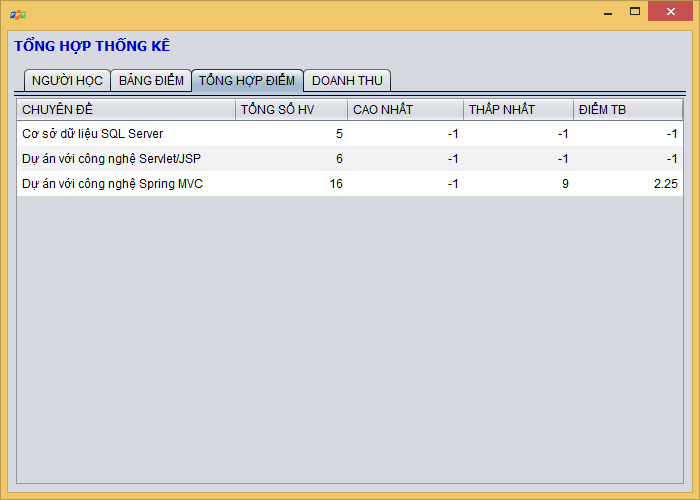 TỔNG HỢP THỐNG KÊ
NGƯỜI HỌC BẢNG ĐIỂM TỔNG HỢP ĐIỂM DOANH THU
CHUYÊN ĐỀ TỔNG SỐ HV CAO NHẤT THẤP NHẤT ĐIỂM TB
Cơ sở dữ liệu SQL Server 5 -1 -1 -1
Dự án với công nghệ Servlet/JSP 6 -1 -1 -1
Dự án với công nghệ Spring MVC 16 -1 9 2.25